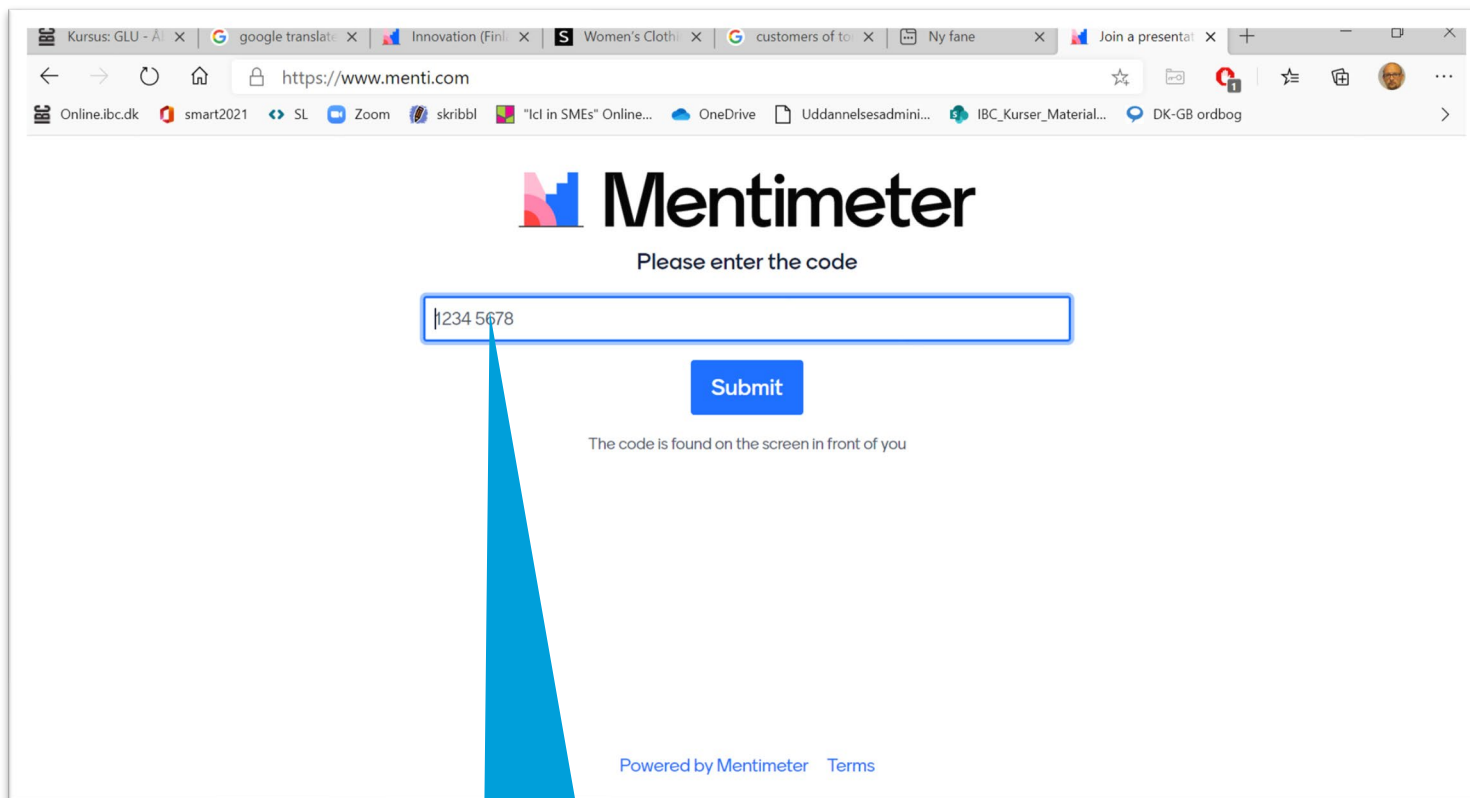 Kursus: GLU - Å google translate Innovation (Finl S Women's Clothi customers of to Ny fane Join a presentat
https://www.menti.com 1
Online.ibc.dk smart2021 SL Zoom skribbl "Icl in SMEs" Online... OneDrive Uddannelsesadmini... IBC_Kurser_Material... DK-GB ordbog
Mentimeter
Please enter the code
1234 5678
Submit
The code is found on the screen in front of you
Powered by Mentimeter Terms